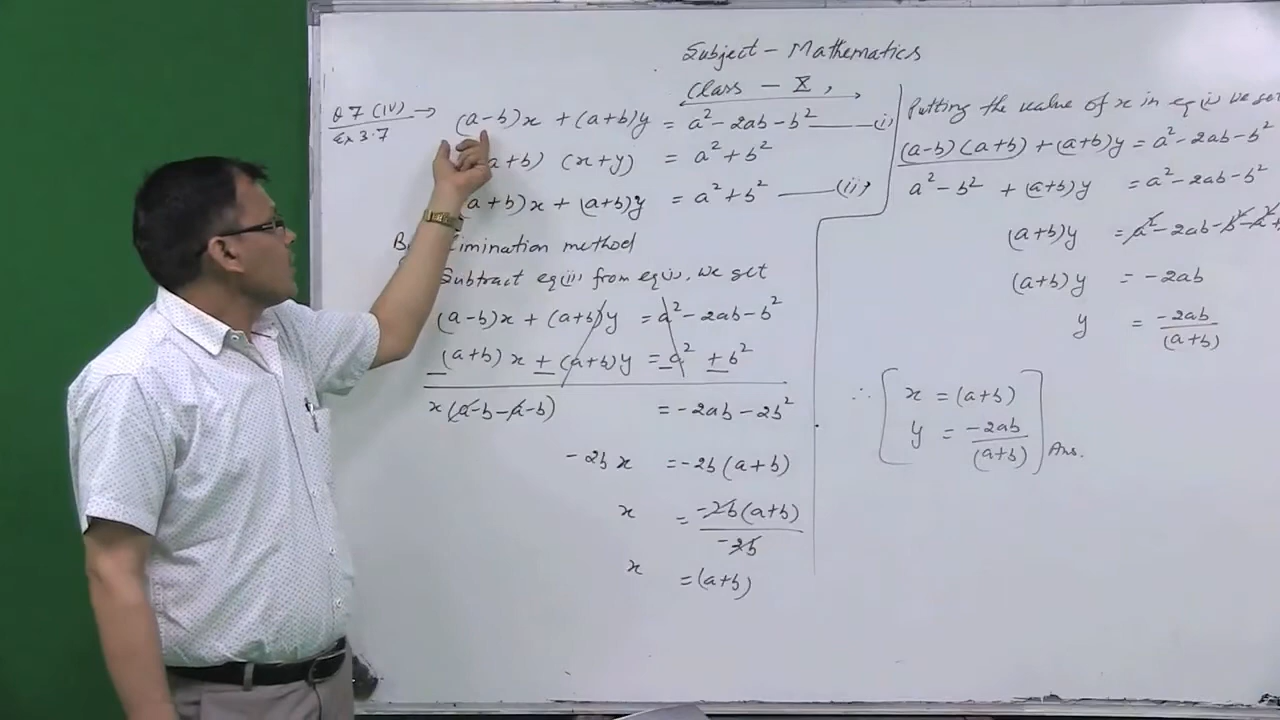 Subject - Mathematics
Class - X,
Q 7 (IV) →
Ex 3.7
(a-b)x + (a+b)y = a² - 2ab - b² ——(i)
a+b) (x+y) = a² + b²
a+b)x + (a+b)y = a² + b² ——(ii)
limination method
Subtract eq(ii) from eq(i), we get
(a-b)x + (a+b)y = a² - 2ab - b²
(a+b)x + (a+b)y = a² + b²
x(a-b-a-b) = -2ab - 2b²
-2b x = -2b(a+b)
x = -2b(a+b)
-2b
x = (a+b)
Putting the value of x in eq(i) we get
(a-b)(a+b) + (a+b)y = a² - 2ab - b²
a² - b² + (a+b)y = a² - 2ab - b²
(a+b)y = a² - 2ab - b² - a² +
(a+b)y = -2ab
y = -2ab
(a+b)
∴ x = (a+b)
y = -2ab
(a+b) Ans.